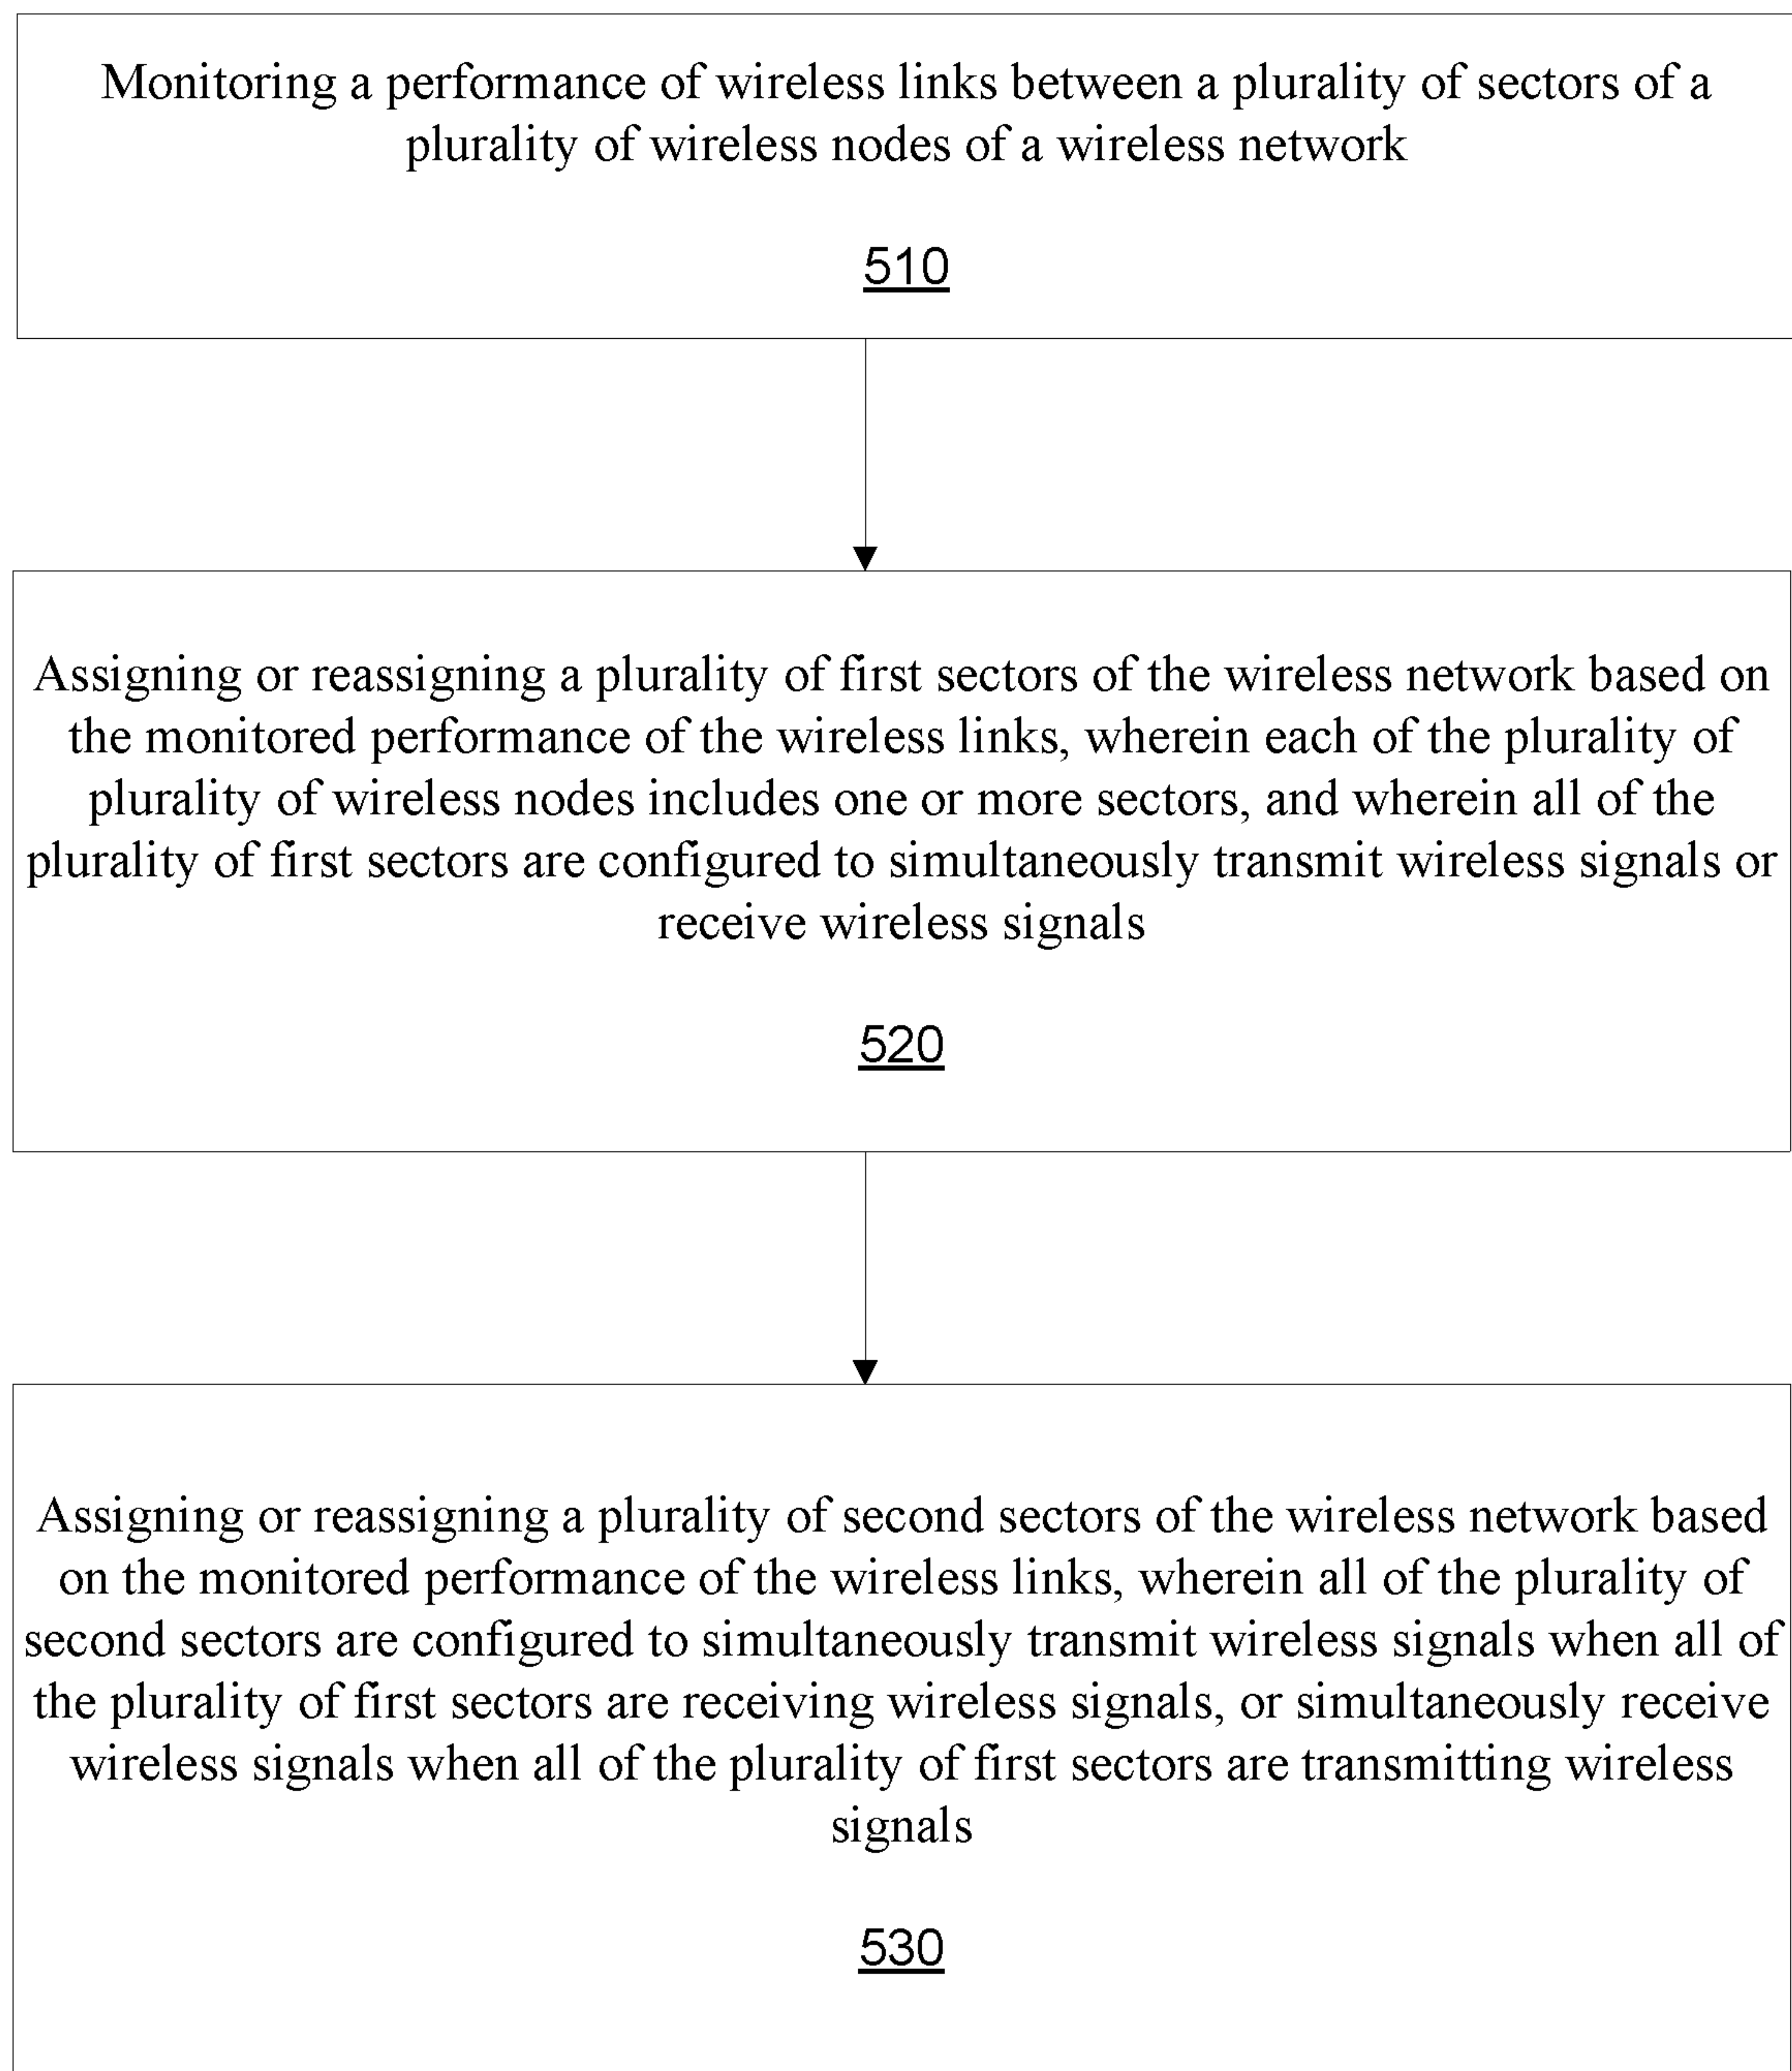 Monitoring a performance of wireless links between a plurality of sectors of a
plurality of wireless nodes of a wireless network
510
Assigning or reassigning a plurality of first sectors of the wireless network based on
the monitored performance of the wireless links, wherein each of the plurality of
plurality of wireless nodes includes one or more sectors, and wherein all of the
plurality of first sectors are configured to simultaneously transmit wireless signals or
receive wireless signals
520
Assigning or reassigning a plurality of second sectors of the wireless network based
on the monitored performance of the wireless links, wherein all of the plurality of
second sectors are configured to simultaneously transmit wireless signals when all of
the plurality of first sectors are receiving wireless signals, or simultaneously receive
wireless signals when all of the plurality of first sectors are transmitting wireless
signals
530